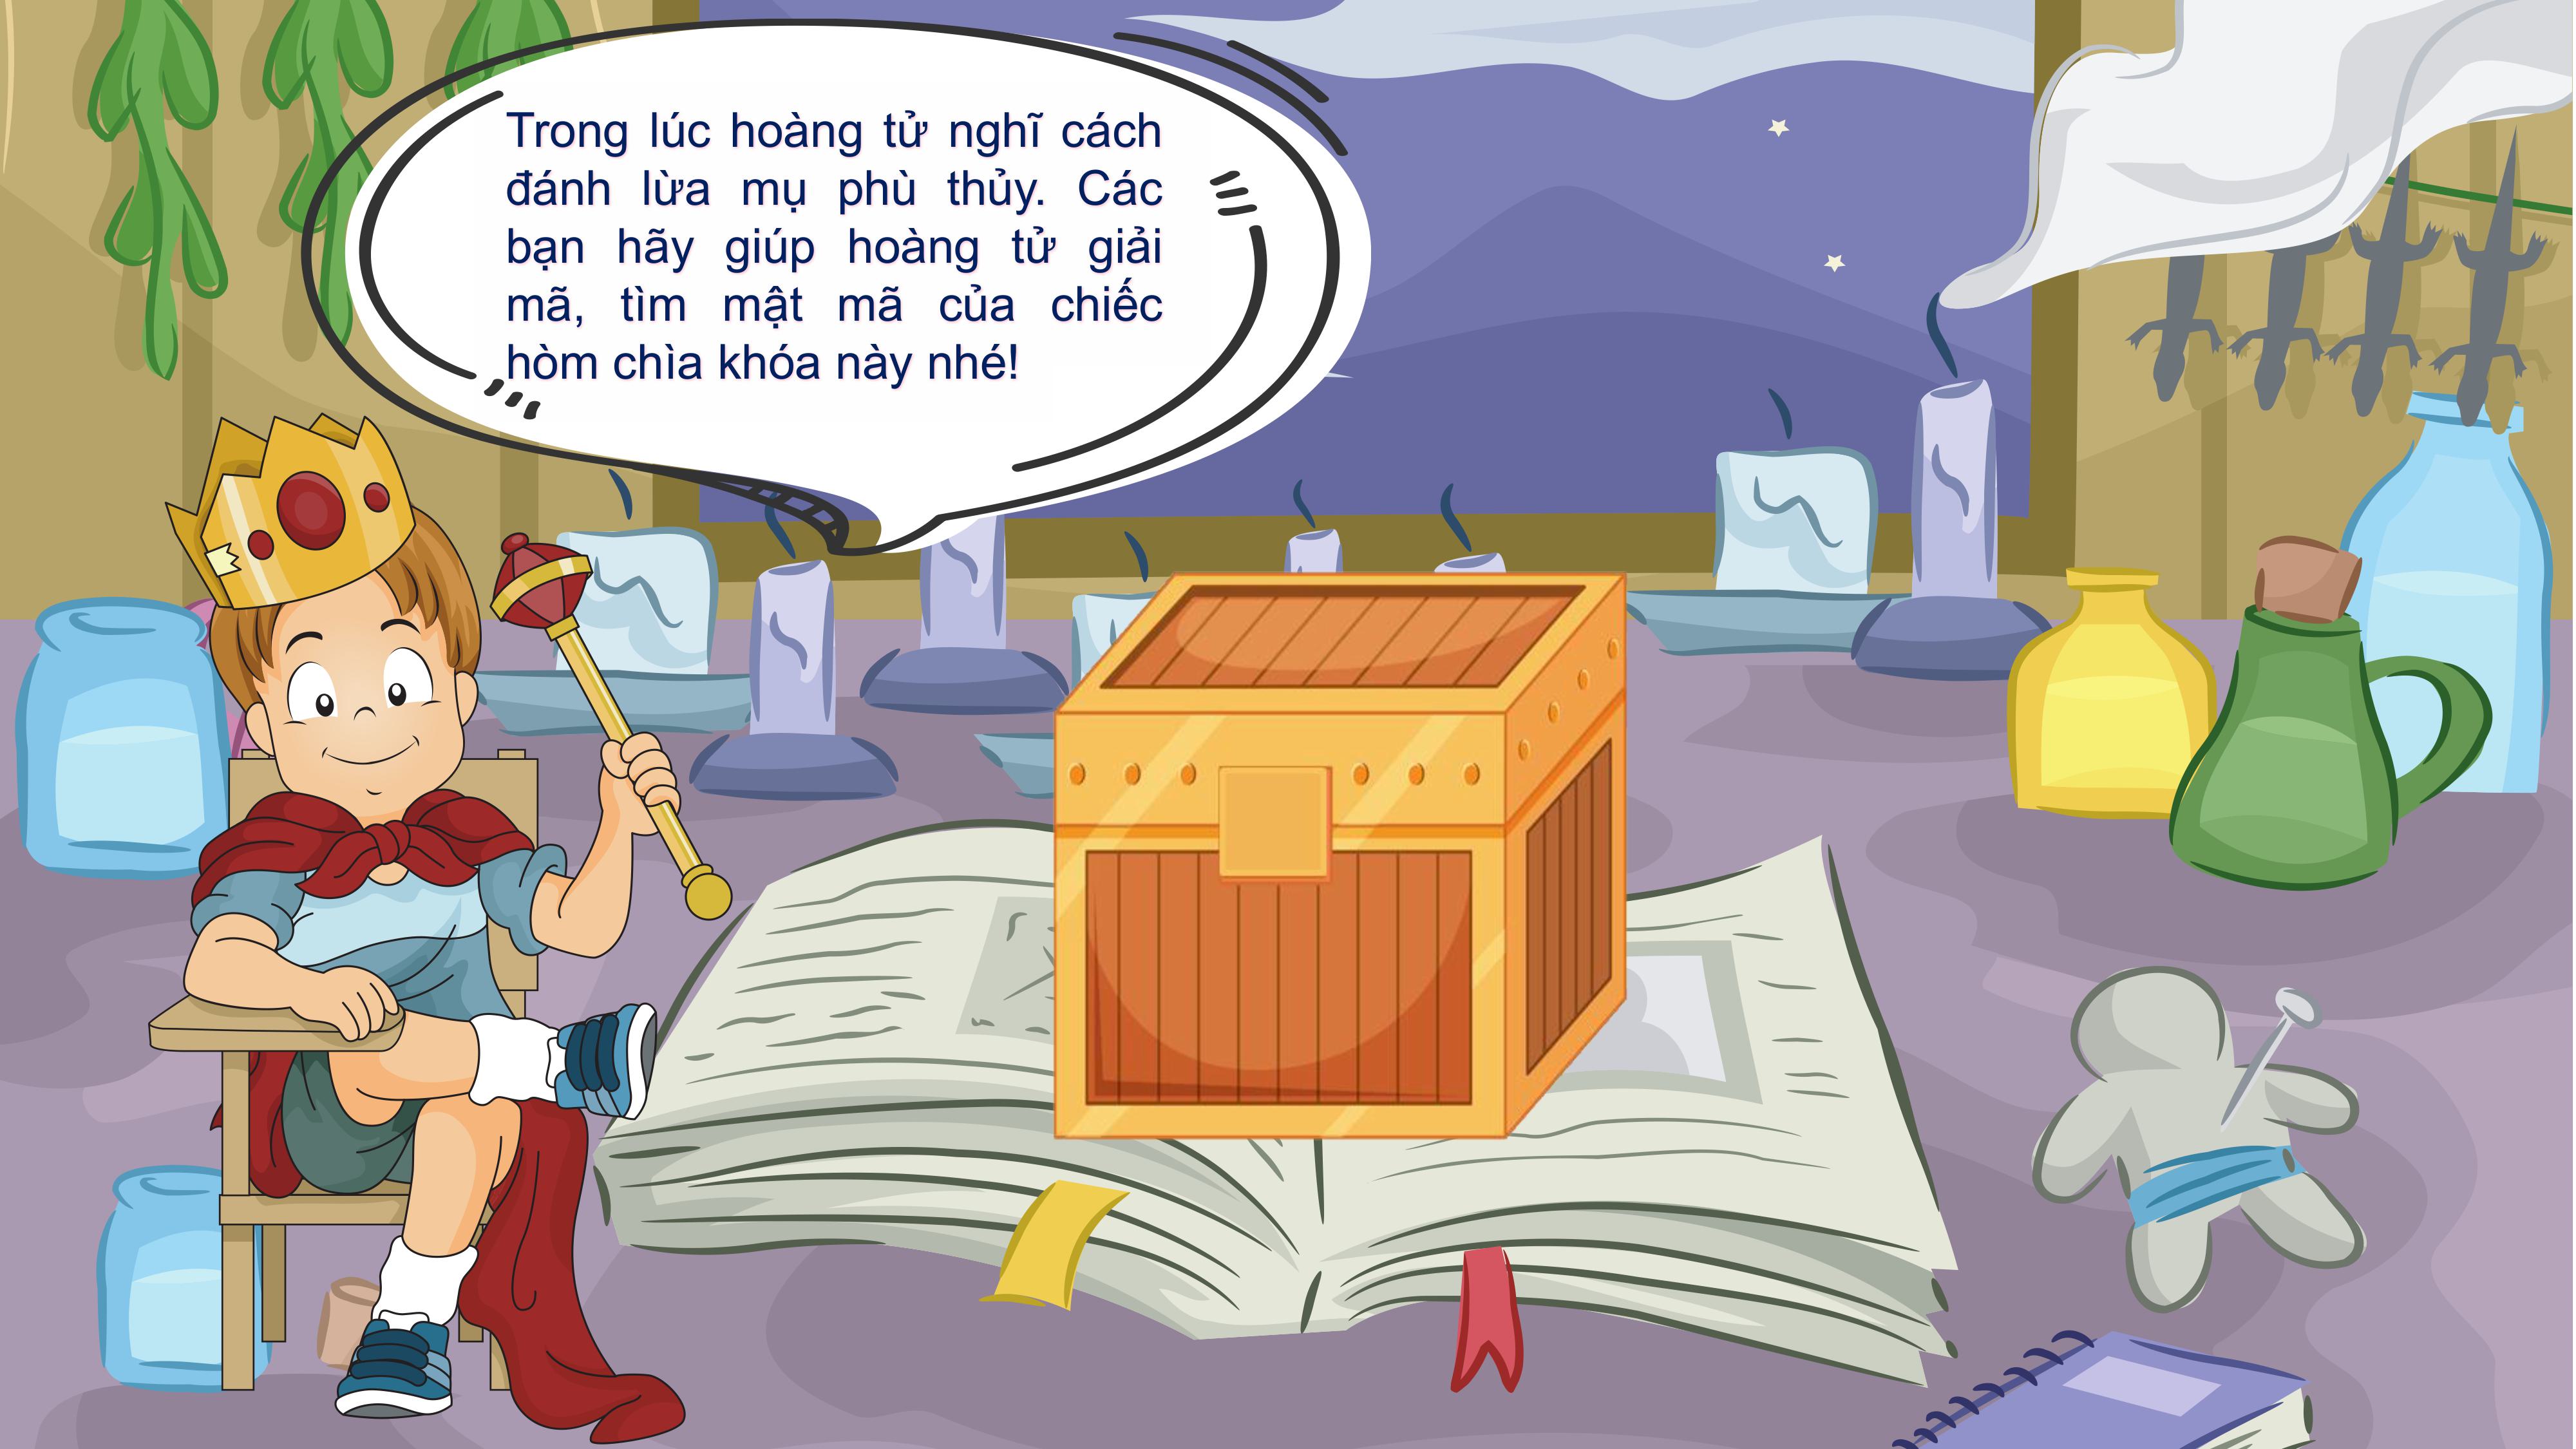 Trong lúc hoàng tử nghĩ cách
đánh lừa mụ phù thủy. Các
bạn hãy giúp hoàng tử giải
mã, tìm mật mã của chiếc
hòm chìa khóa này nhé!